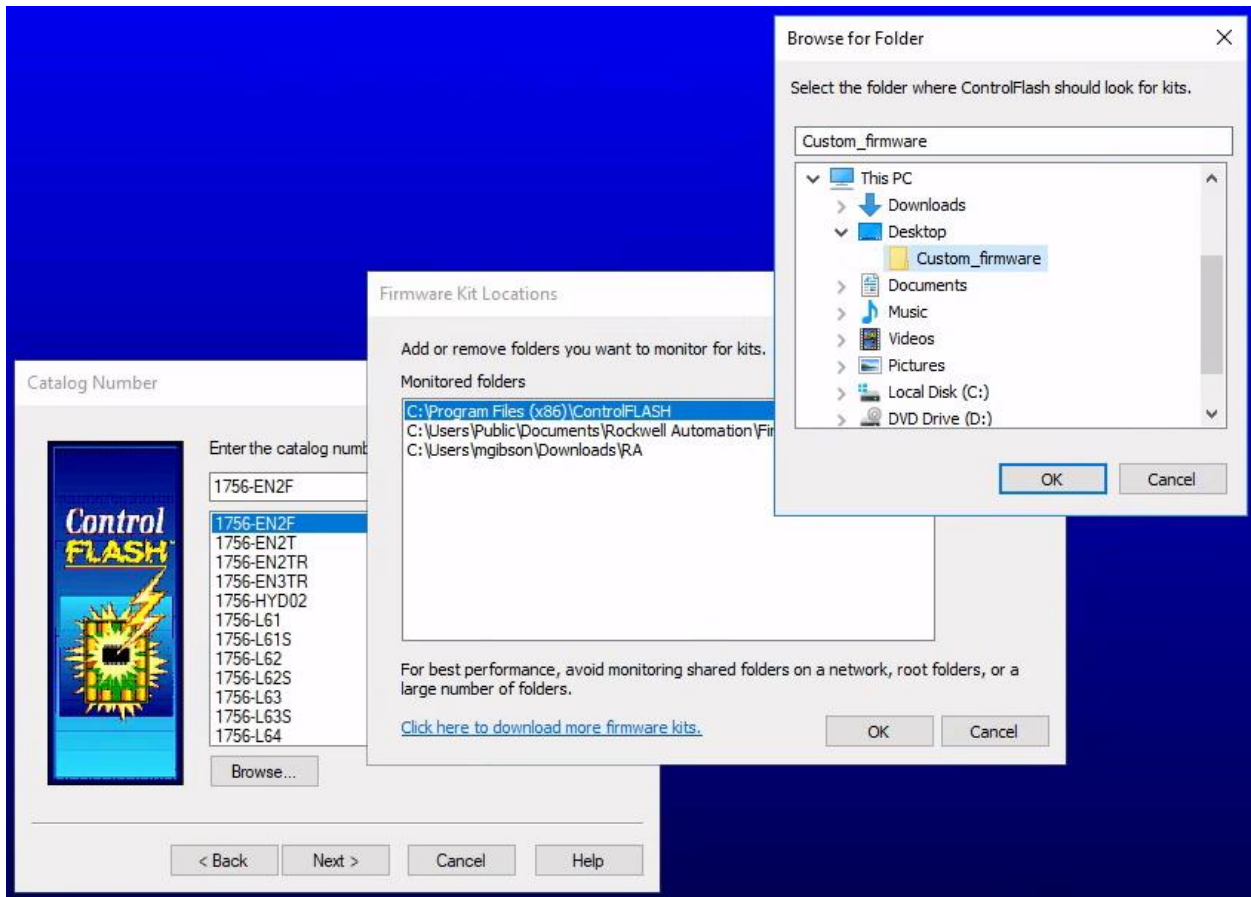 Browse for Folder
Select the folder where ControlFlash should look for kits.
Custom_firmware
This PC
Downloads
Desktop
Custom_firmware
Documents
Music
Videos
Pictures
Local Disk (C:)
DVD Drive (D:)
OK Cancel
Firmware Kit Locations
Add or remove folders you want to monitor for kits.
Monitored folders
C:\Program Files (x86)\ControlFLASH
C:\Users\Public\Documents\Rockwell Automation\Fir
C:\Users\mgibson\Downloads\RA
For best performance, avoid monitoring shared folders on a network, root folders, or a
large number of folders.
Click here to download more firmware kits.
OK Cancel
Catalog Number
Control
FLASH™
Enter the catalog numb
1756-EN2F
1756-EN2F
1756-EN2T
1756-EN2TR
1756-EN3TR
1756-HYD02
1756-L61
1756-L61S
1756-L62
1756-L62S
1756-L63
1756-L63S
1756-L64
Browse...
< Back Next > Cancel Help